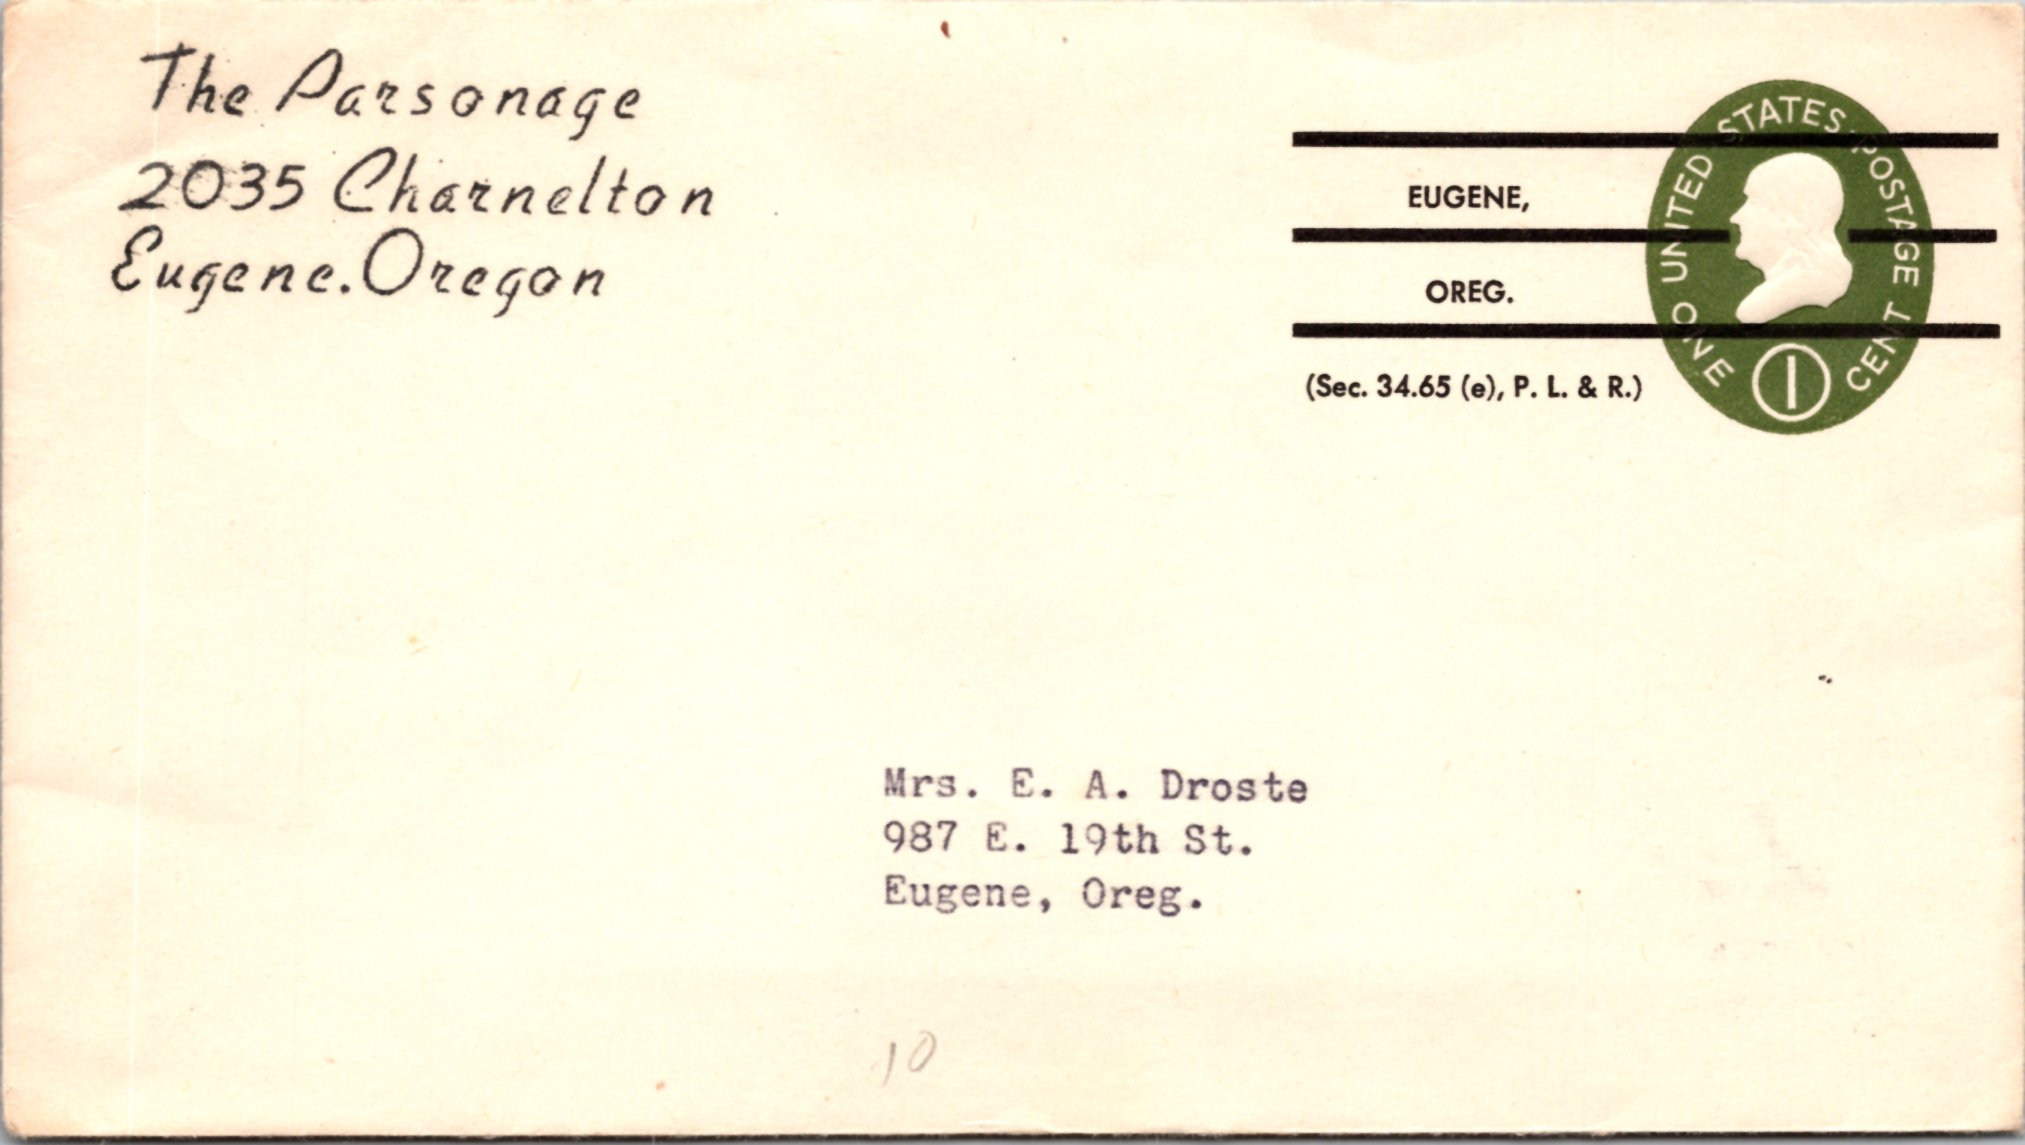 The Parsonage
2035 Charnelton
Eugene.Oregon
EUGENE,
OREG.
(Sec. 34.65 (e), P. L. & R.)
UNITED STATES POSTAGE
ONE CENT
1
Mrs. E. A. Droste
987 E. 19th St.
Eugene, Oreg.
10